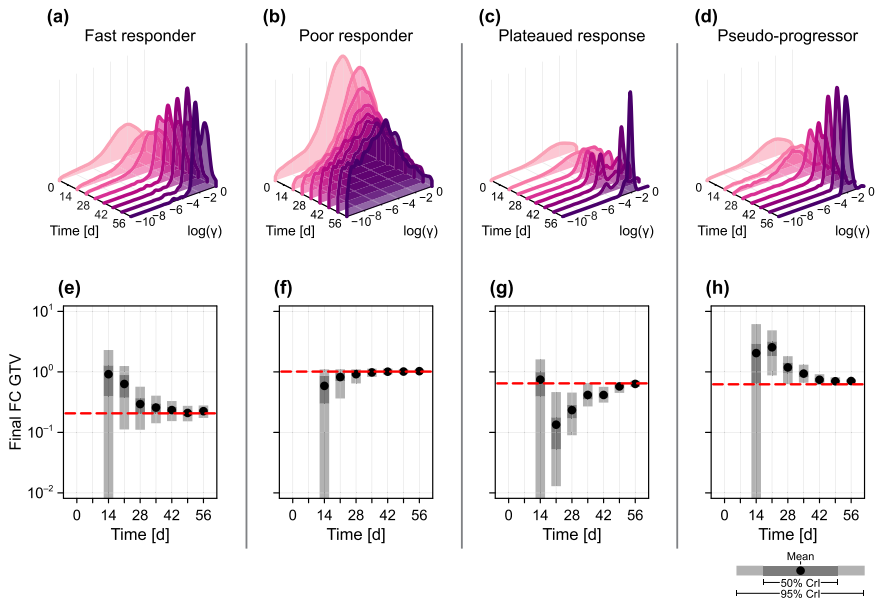 (a) (b) (c) (d)
Fast responder Poor responder Plateaued response Pseudo-progressor
0 14 28 42 56 −10 −8 −6 −4 −2 0
Time [d] log(γ)
0 14 28 42 56 −10 −8 −6 −4 −2 0
Time [d] log(γ)
0 14 28 42 56 −10 −8 −6 −4 −2 0
Time [d] log(γ)
0 14 28 42 56 −10 −8 −6 −4 −2 0
Time [d] log(γ)
(e) (f) (g) (h)
Final FC GTV
10¹
10⁰
10⁻¹
10⁻²
0 14 28 42 56
Time [d]
0 14 28 42 56
Time [d]
0 14 28 42 56
Time [d]
0 14 28 42 56
Time [d]
Mean
50% CrI
95% CrI